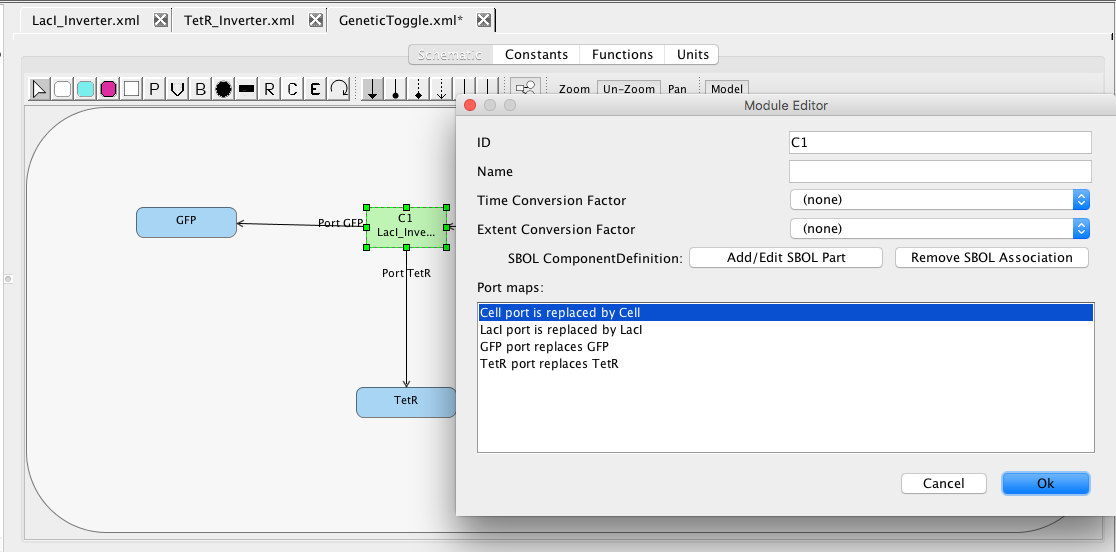 LacI_Inverter.xml TetR_Inverter.xml GeneticToggle.xml*
Schematic Constants Functions Units
P V B R C E Zoom Un-Zoom Pan Model
Module Editor
ID C1
Name
Time Conversion Factor (none)
Extent Conversion Factor (none)
SBOL ComponentDefinition: Add/Edit SBOL Part Remove SBOL Association
Port maps:
Cell port is replaced by Cell
LacI port is replaced by LacI
GFP port replaces GFP
TetR port replaces TetR
Cancel Ok
GFP
Port GFP
C1
LacI_Inve...
Port TetR
TetR